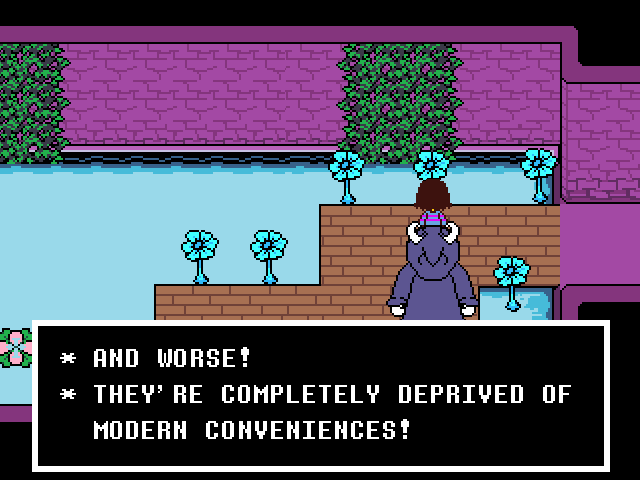 * AND WORSE!
* THEY'RE COMPLETELY DEPRIVED OF
MODERN CONVENIENCES!